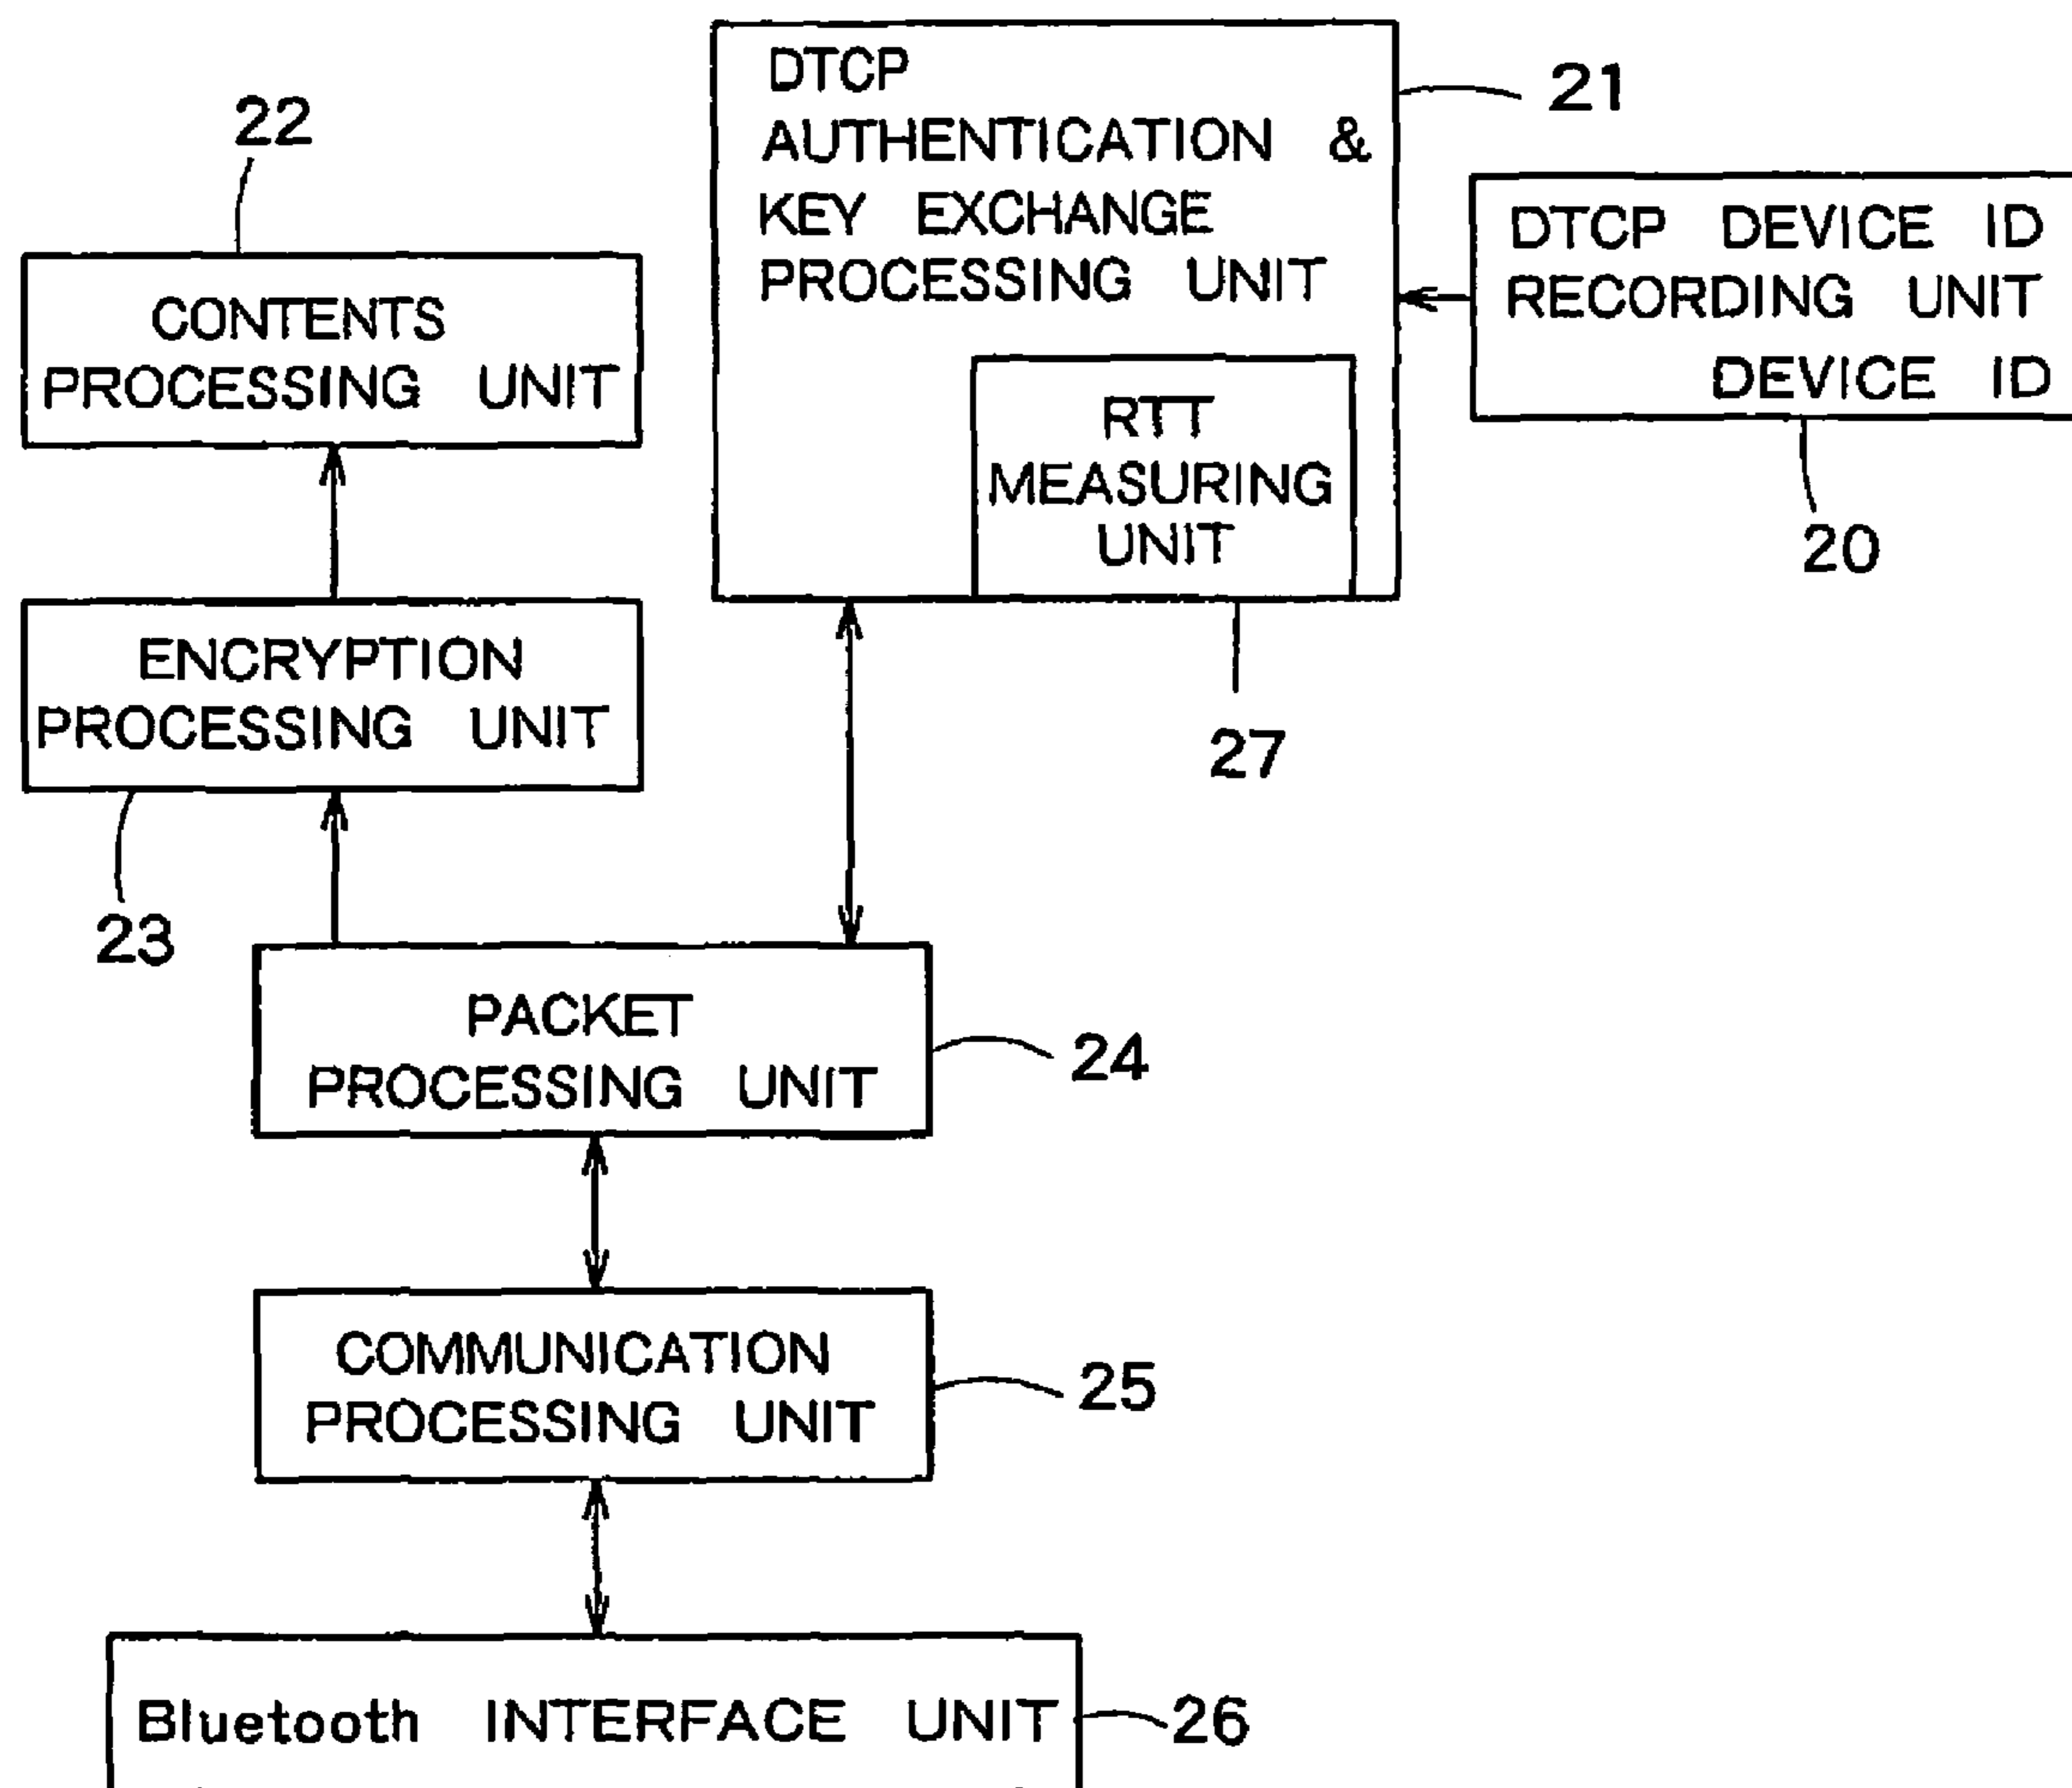 DTCP
AUTHENTICATION &
KEY EXCHANGE
PROCESSING UNIT
21
22
DTCP DEVICE ID
RECORDING UNIT
DEVICE ID
20
CONTENTS
PROCESSING UNIT
RTT
MEASURING
UNIT
27
ENCRYPTION
PROCESSING UNIT
23
PACKET
PROCESSING UNIT
24
COMMUNICATION
PROCESSING UNIT
25
Bluetooth INTERFACE UNIT
26